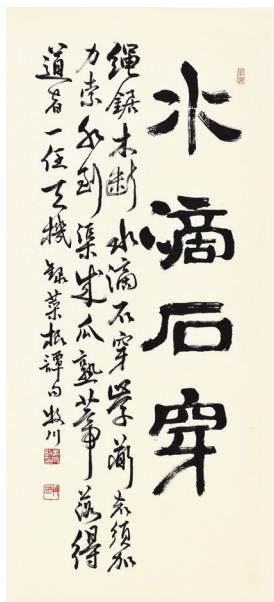 水滴石穿
绳锯木断水滴石穿学道者须加
力索水到渠成瓜熟蒂落得
道者一任天機录菜根譚句牧川